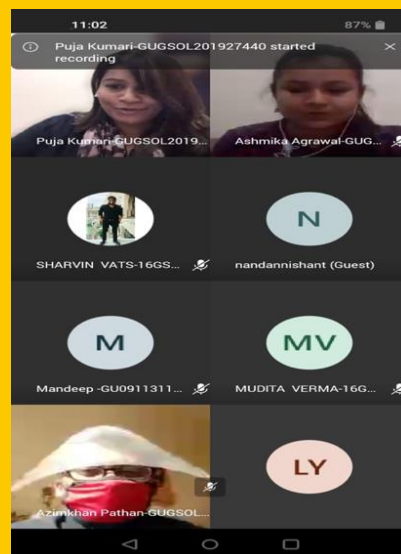 11:02
87%
Puja Kumari-GUGSOL201927440 started
recording
Puja Kumari-GUGSOL2019...
Ashmika Agrawal-GUG...
SHARVIN VATS-16GS...
N
nandannishant (Guest)
M
Mandeep -GU0911311...
MV
MUDITA VERMA-16G...
Azimkhan Pathan-GUGSOL...
LY